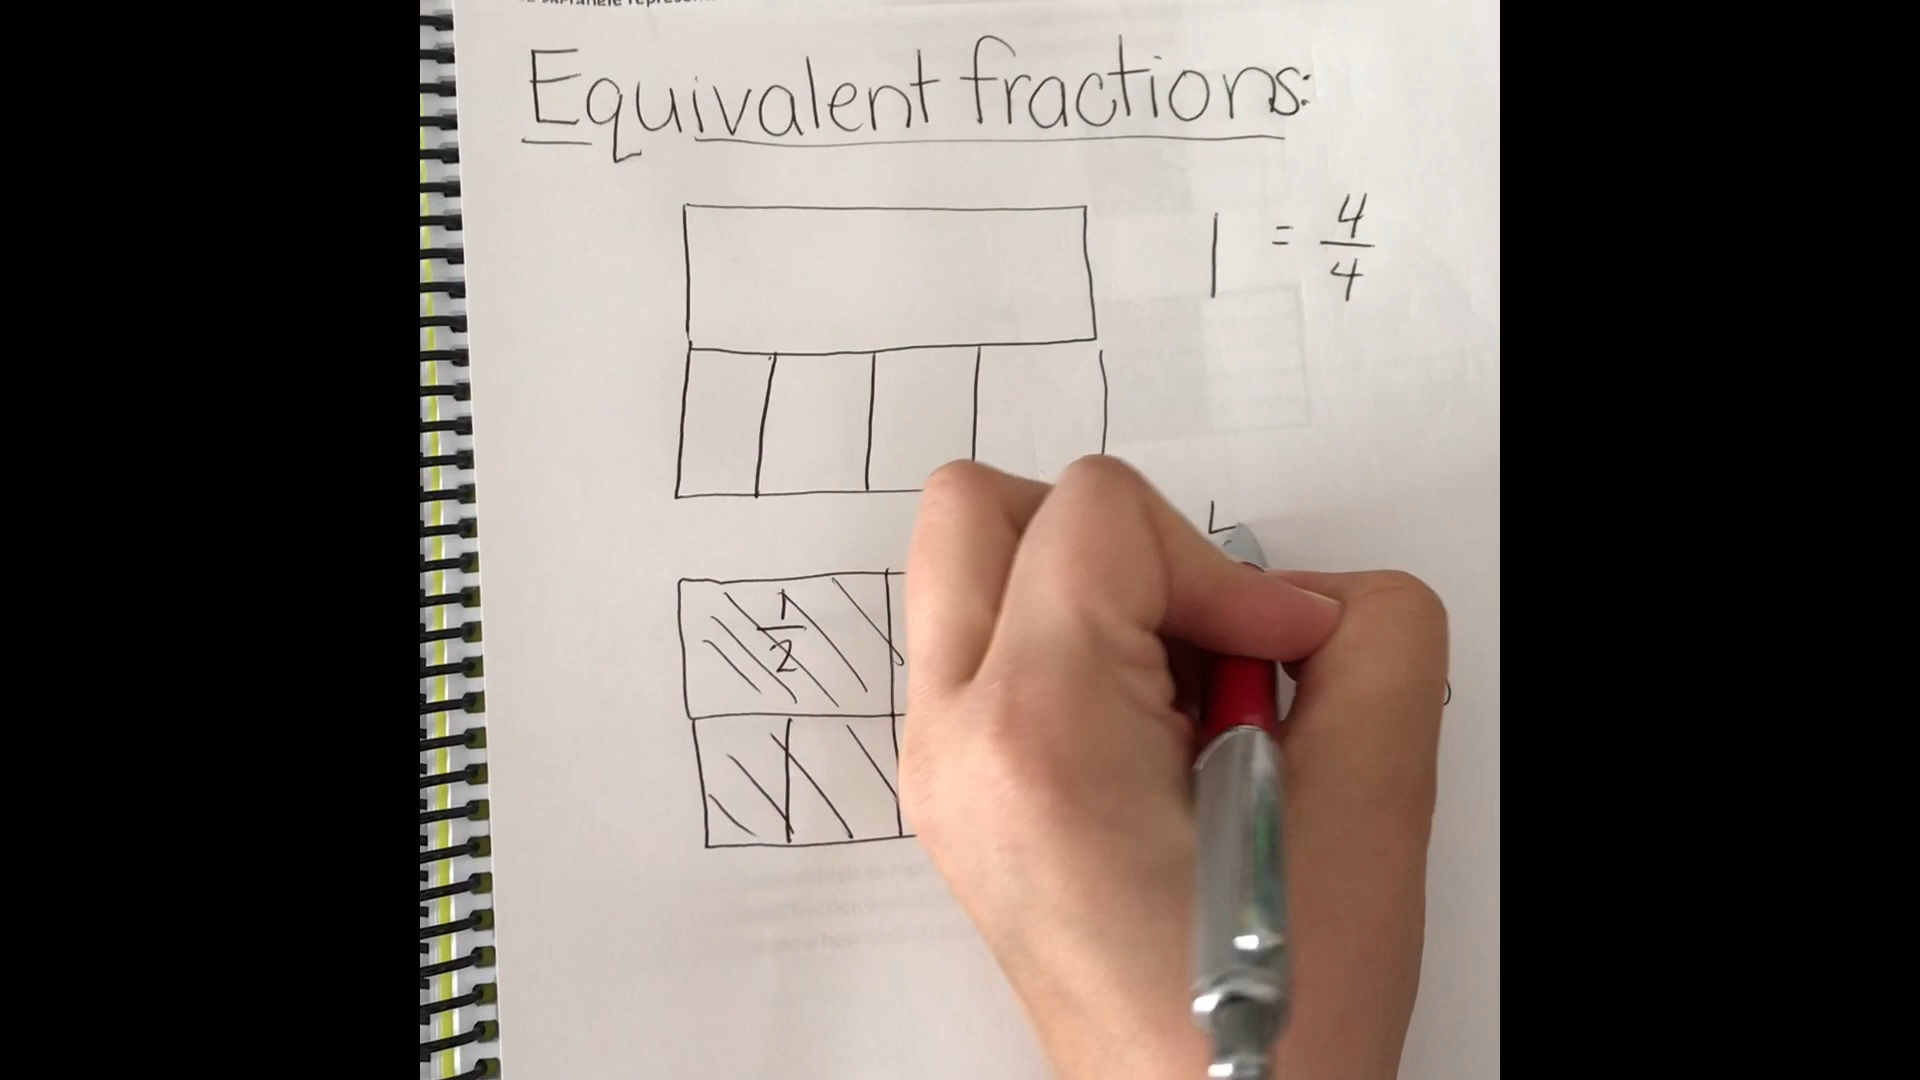 Equivalent fractions:
1 = 4/4
1/2